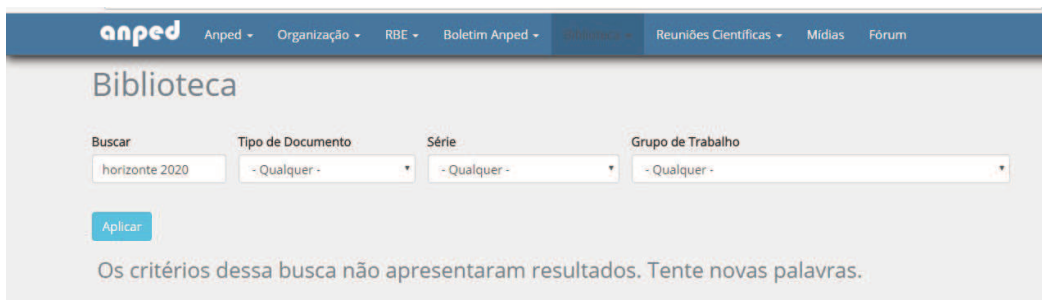 anped Anped Organização RBE Boletim Anped Biblioteca Reuniões Científicas Mídias Fórum
Biblioteca
Buscar Tipo de Documento Série Grupo de Trabalho
horizonte 2020 - Qualquer - - Qualquer - - Qualquer -
Aplicar
Os critérios dessa busca não apresentaram resultados. Tente novas palavras.